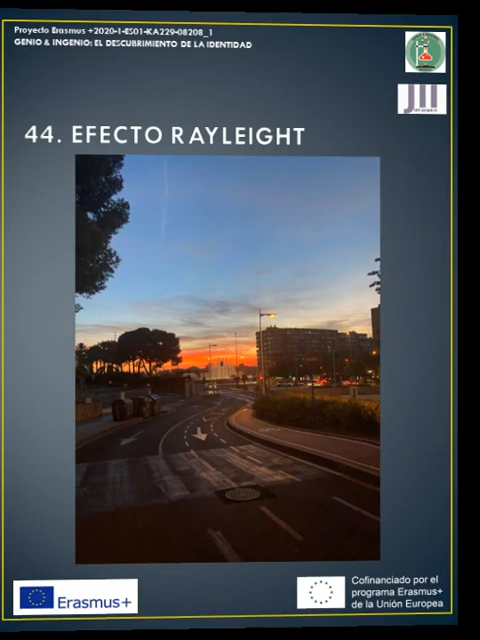 Proyecto Erasmus +2020-1-ES01-KA229-08208_1
GENIO & INGENIO: EL DESCUBRIMIENTO DE LA IDENTIDAD
JII
44. EFECTO RAYLEIGHT
Erasmus+
Cofinanciado por el
programa Erasmus+
de la Unión Europea